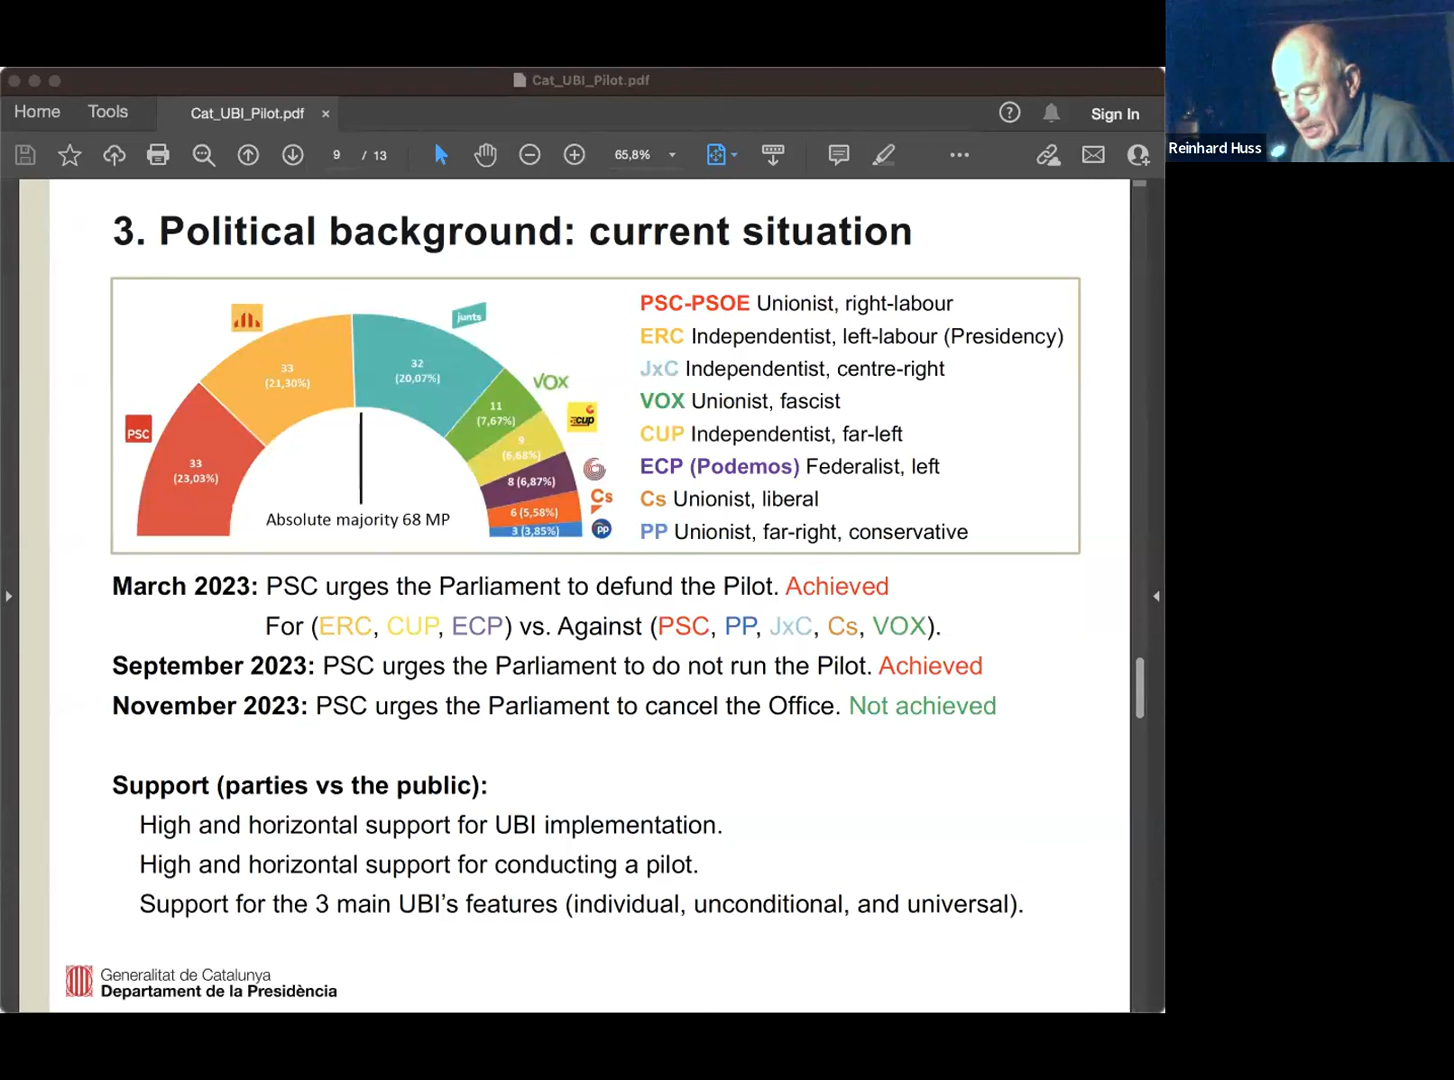 Cat_UBI_Pilot.pdf
Home Tools Cat_UBI_Pilot.pdf × Sign In
9 / 13 65,8%
Reinhard Huss
3. Political background: current situation
junts
33
(21,30%)
32
(20,07%)
VOX
11
(7,67%)
cup
PSC
9
(6,68%)
33
(23,03%)
8 (6,87%)
Cs
6 (5,58%)
Absolute majority 68 MP
3 (3,85%)
pp
PSC-PSOE Unionist, right-labour
ERC Independentist, left-labour (Presidency)
JxC Independentist, centre-right
VOX Unionist, fascist
CUP Independentist, far-left
ECP (Podemos) Federalist, left
Cs Unionist, liberal
PP Unionist, far-right, conservative
March 2023: PSC urges the Parliament to defund the Pilot. Achieved
For (ERC, CUP, ECP) vs. Against (PSC, PP, JxC, Cs, VOX).
September 2023: PSC urges the Parliament to do not run the Pilot. Achieved
November 2023: PSC urges the Parliament to cancel the Office. Not achieved
Support (parties vs the public):
High and horizontal support for UBI implementation.
High and horizontal support for conducting a pilot.
Support for the 3 main UBI’s features (individual, unconditional, and universal).
Generalitat de Catalunya
Departament de la Presidència